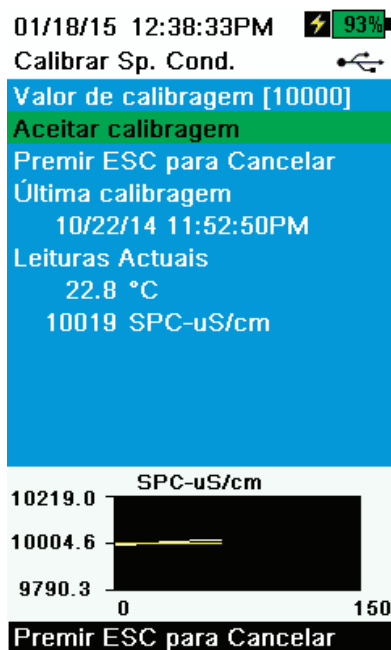 01/18/15 12:38:33PM 93%
Calibrar Sp. Cond.
Valor de calibragem [10000]
Aceitar calibragem
Premir ESC para Cancelar
Última calibragem
10/22/14 11:52:50PM
Leituras Actuais
22.8 °C
10019 SPC-uS/cm
SPC-uS/cm
10219.0
10004.6
9790.3
0 150
Premir ESC para Cancelar